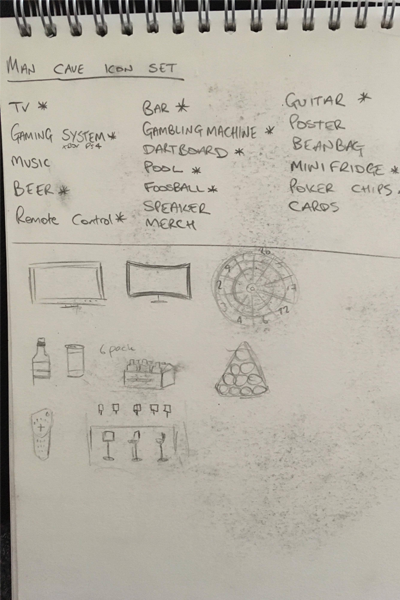 MAN CAVE ICON SET
TV *
GAMING SYSTEM *
XBOX PS4
MUSIC
BEER *
REMOTE CONTROL *
BAR *
GAMBLING MACHINE *
DARTBOARD *
POOL *
FOOSBALL *
SPEAKER
MERCH
GUITAR *
POSTER
BEANBAG
MINI FRIDGE *
POKER CHIPS *
CARDS
6 pack